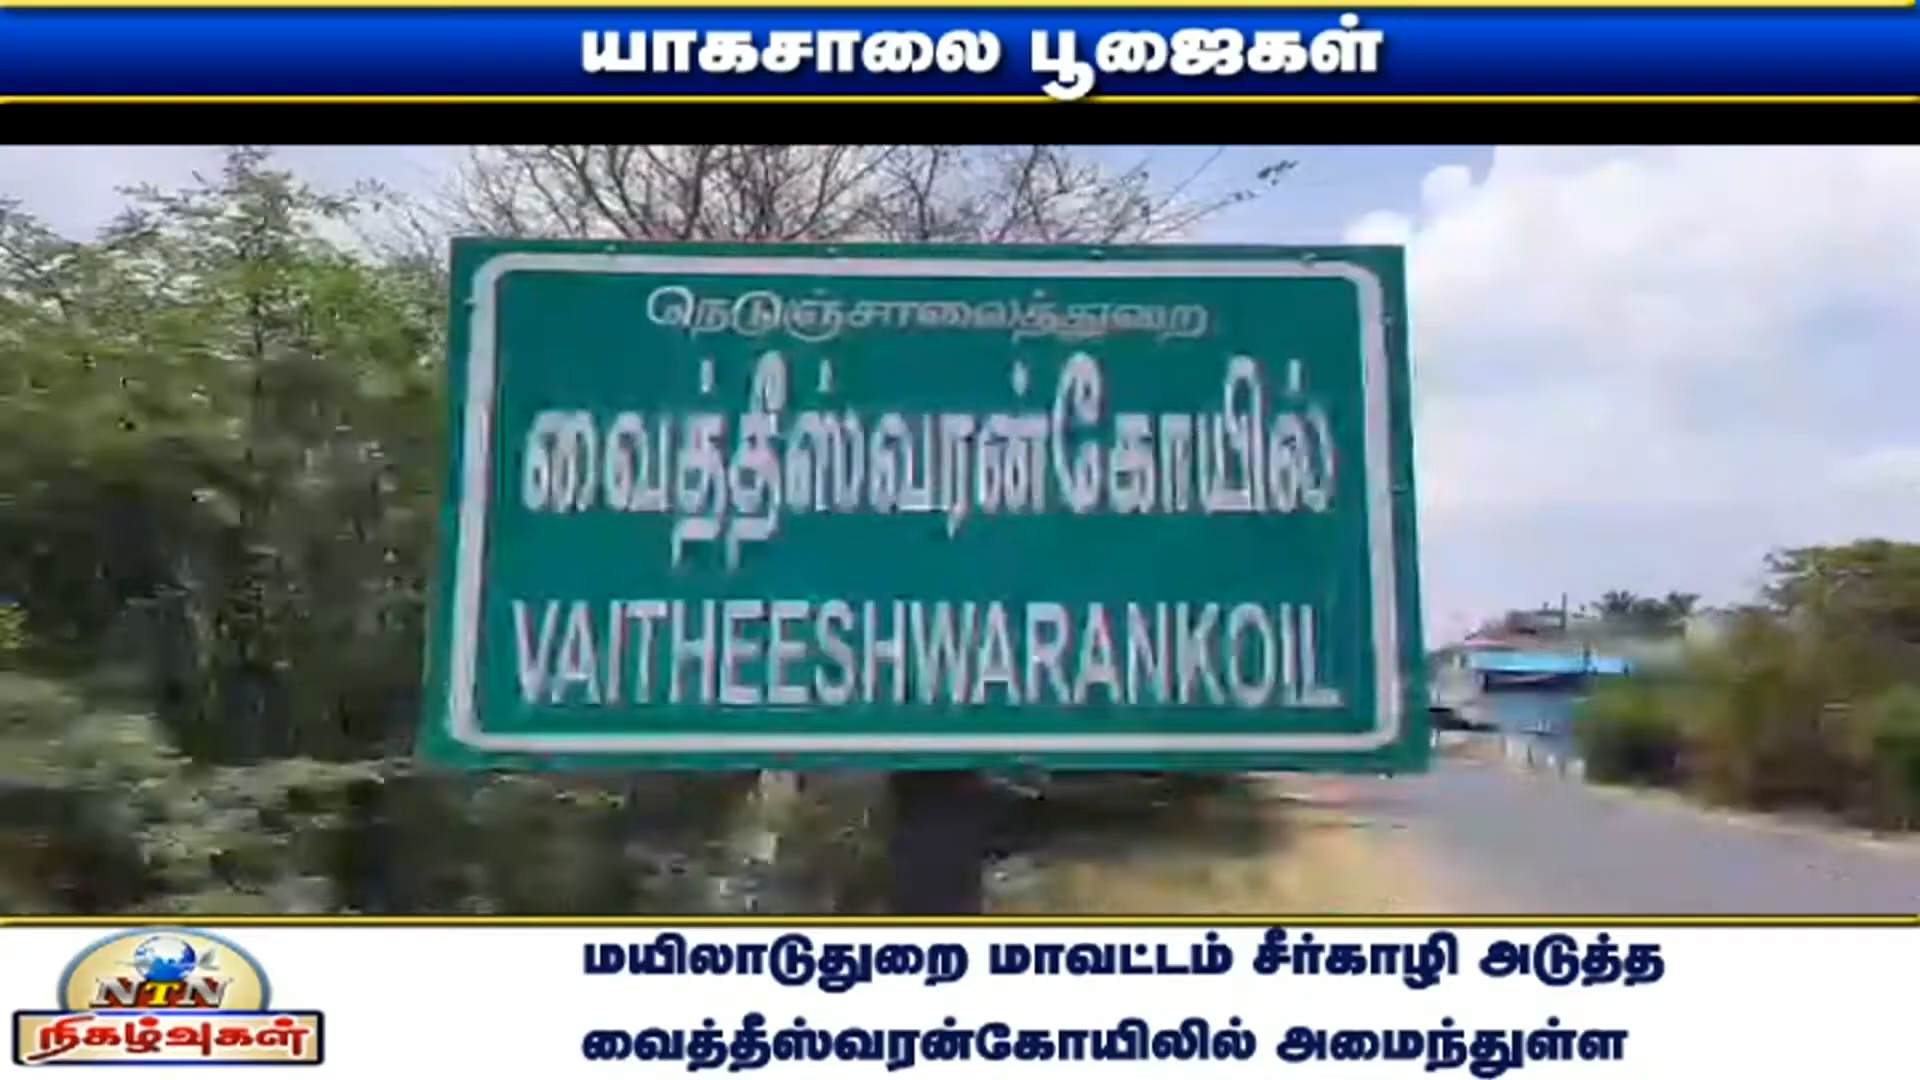 யாகசாலை பூஜைகள்
நெடுஞ்சாலைத்துறை
வைத்தீஸ்வரன்கோயில்
VAITHEESHWARANKOIL
NTN
நிகழ்வுகள்
மயிலாடுதுறை மாவட்டம் சீர்காழி அடுத்த
வைத்தீஸ்வரன்கோயிலில் அமைந்துள்ள